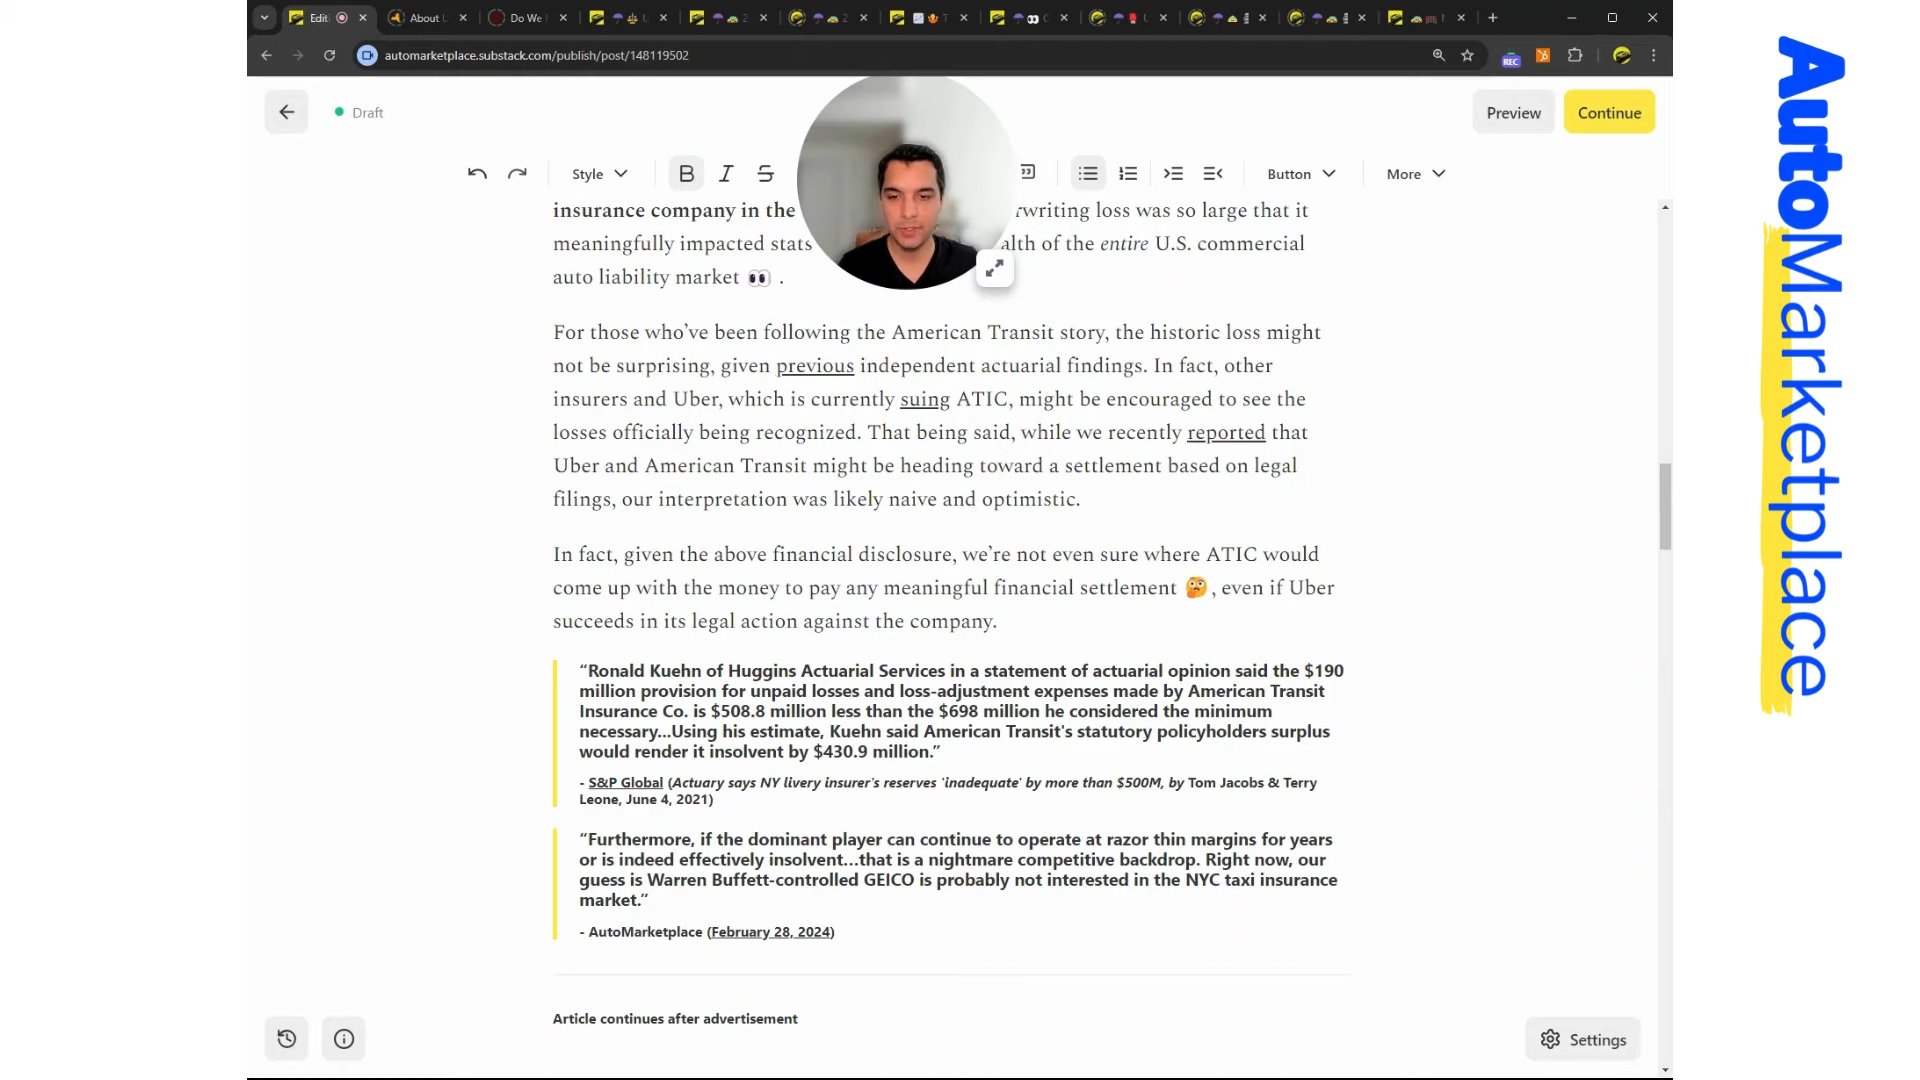 Edit
About
Do We
automarketplace.substack.com/publish/post/148119502
REC
Draft
Preview
Continue
Style
B
I
S
Button
More
insurance company in the rwriting loss was so large that it
meaningfully impacted stats alth of the entire U.S. commercial
auto liability market 👀 .
For those who’ve been following the American Transit story, the historic loss might
not be surprising, given previous independent actuarial findings. In fact, other
insurers and Uber, which is currently suing ATIC, might be encouraged to see the
losses officially being recognized. That being said, while we recently reported that
Uber and American Transit might be heading toward a settlement based on legal
filings, our interpretation was likely naive and optimistic.
In fact, given the above financial disclosure, we’re not even sure where ATIC would
come up with the money to pay any meaningful financial settlement 🤔, even if Uber
succeeds in its legal action against the company.
“Ronald Kuehn of Huggins Actuarial Services in a statement of actuarial opinion said the $190
million provision for unpaid losses and loss-adjustment expenses made by American Transit
Insurance Co. is $508.8 million less than the $698 million he considered the minimum
necessary...Using his estimate, Kuehn said American Transit's statutory policyholders surplus
would render it insolvent by $430.9 million.”
- S&P Global (Actuary says NY livery insurer's reserves 'inadequate' by more than $500M, by Tom Jacobs & Terry
Leone, June 4, 2021)
“Furthermore, if the dominant player can continue to operate at razor thin margins for years
or is indeed effectively insolvent...that is a nightmare competitive backdrop. Right now, our
guess is Warren Buffett-controlled GEICO is probably not interested in the NYC taxi insurance
market.”
- AutoMarketplace (February 28, 2024)
Article continues after advertisement
Settings
AutoMarketplace